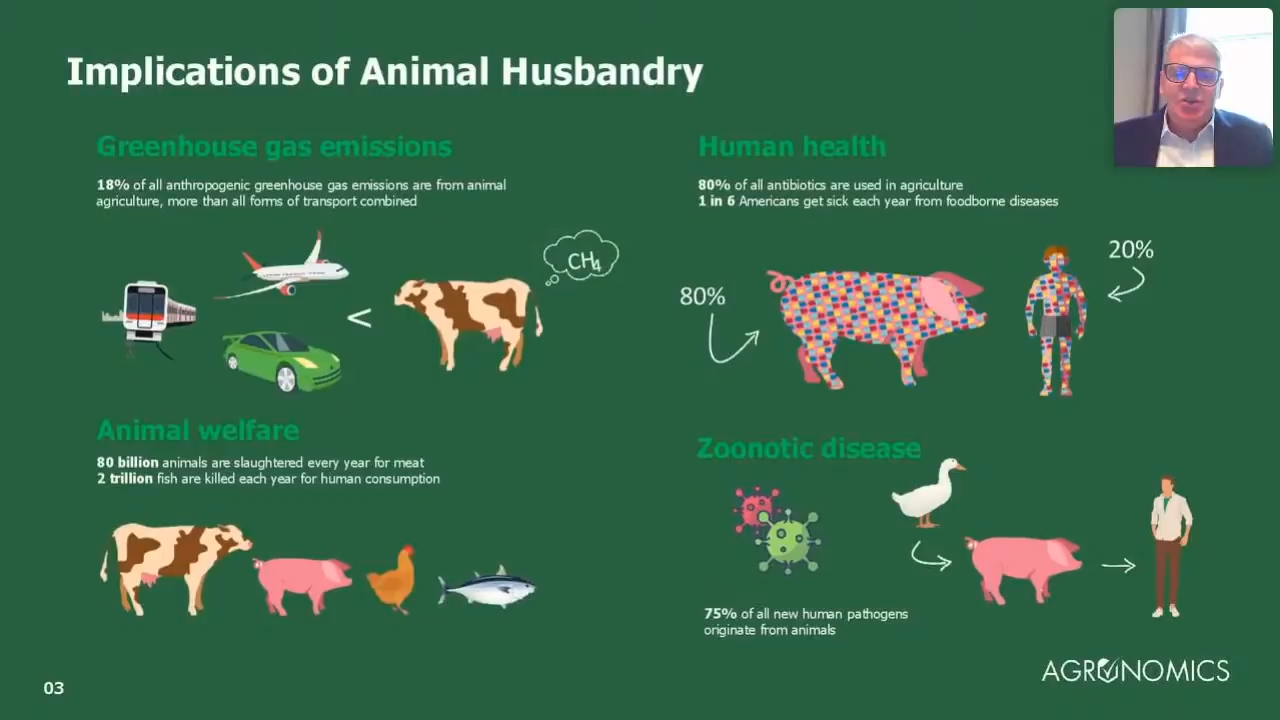 Implications of Animal Husbandry
Greenhouse gas emissions
18% of all anthropogenic greenhouse gas emissions are from animal
agriculture, more than all forms of transport combined
<
CH4
Human health
80% of all antibiotics are used in agriculture
1 in 6 Americans get sick each year from foodborne diseases
80%
20%
Animal welfare
80 billion animals are slaughtered every year for meat
2 trillion fish are killed each year for human consumption
Zoonotic disease
75% of all new human pathogens
originate from animals
03
AGRONOMICS